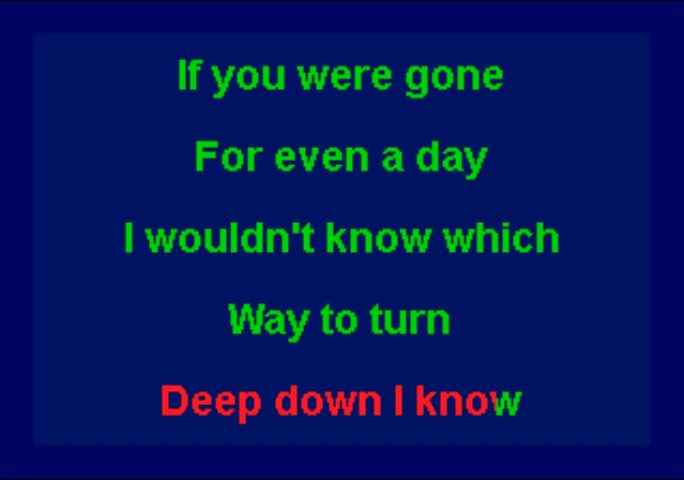 If you were gone
For even a day
I wouldn't know which
Way to turn
Deep down I know